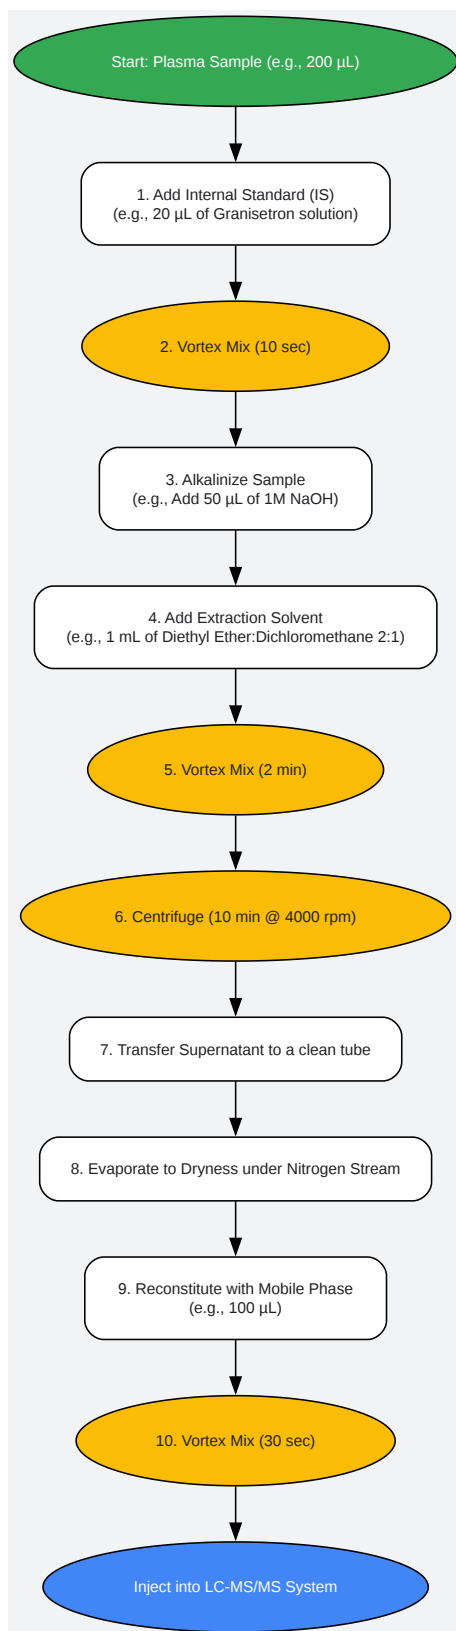 Start: Plasma Sample (e.g., 200 µL)
1. Add Internal Standard (IS)
(e.g., 20 µL of Granisetron solution)
2. Vortex Mix (10 sec)
3. Alkalinize Sample
(e.g., Add 50 µL of 1M NaOH)
4. Add Extraction Solvent
(e.g., 1 mL of Diethyl Ether:Dichloromethane 2:1)
5. Vortex Mix (2 min)
6. Centrifuge (10 min @ 4000 rpm)
7. Transfer Supernatant to a clean tube
8. Evaporate to Dryness under Nitrogen Stream
9. Reconstitute with Mobile Phase
(e.g., 100 µL)
10. Vortex Mix (30 sec)
Inject into LC-MS/MS System